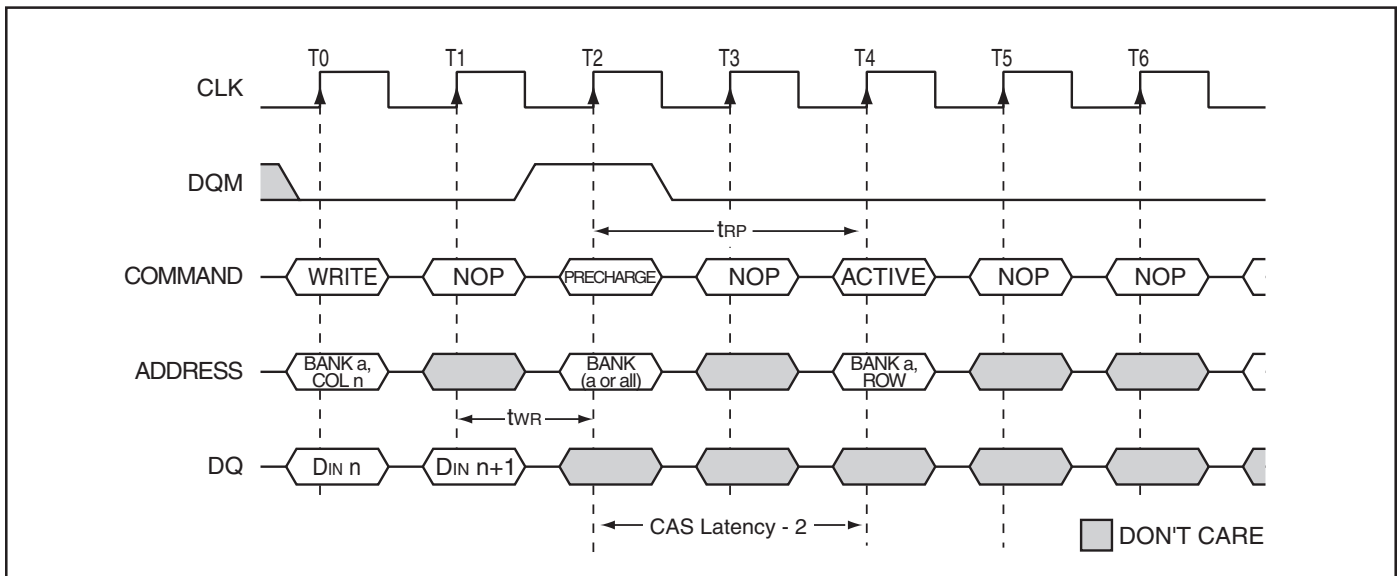 T0 T1 T2 T3 T4 T5 T6
CLK
DQM
tRP
COMMAND WRITE NOP PRECHARGE NOP ACTIVE NOP NOP
ADDRESS BANK a, COL n BANK (a or all) BANK a, ROW
tWR
DQ DIN n DIN n+1
CAS Latency - 2
DON'T CARE